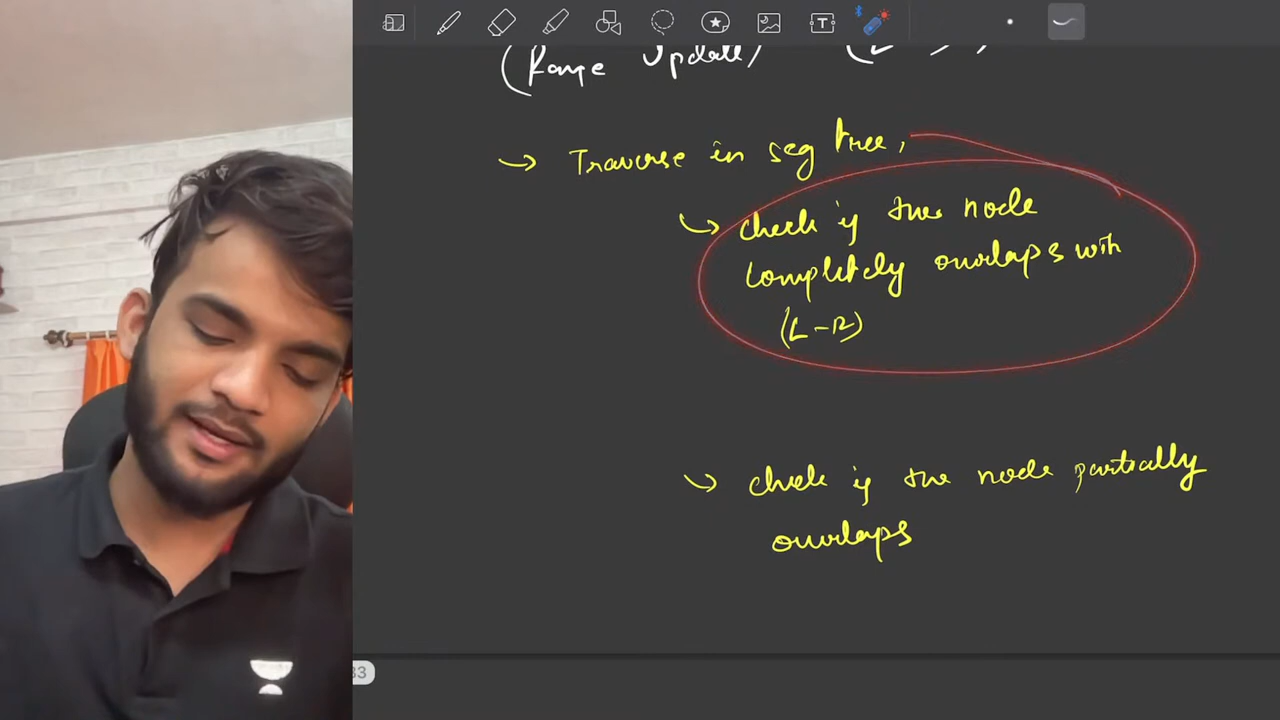 (Range Update)
→ Traverse in seg tree,
↳ check if the node
completely overlaps with
(L-R)
↳ check if the node partially
overlaps
33
T